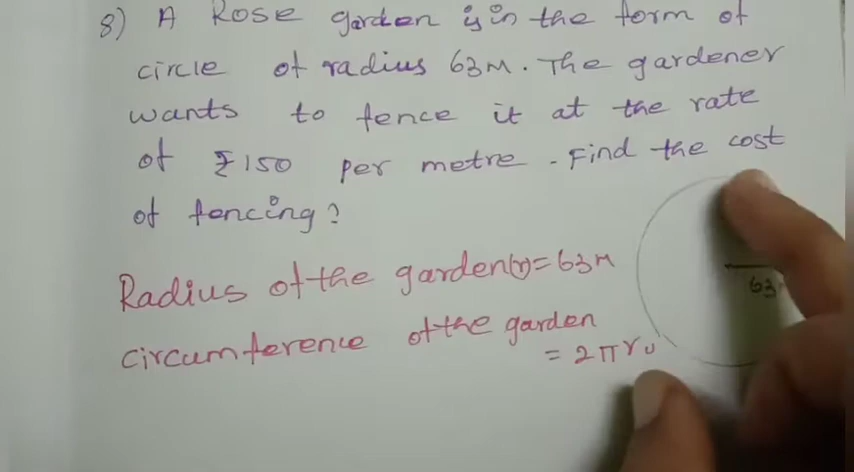 8) A Rose garden is in the form of
circle of radius 63M. The gardener
wants to fence it at the rate
of ₹150 per metre. Find the cost
of fencing?
Radius of the garden(r)=63M
63
circumference of the garden
= 2πr